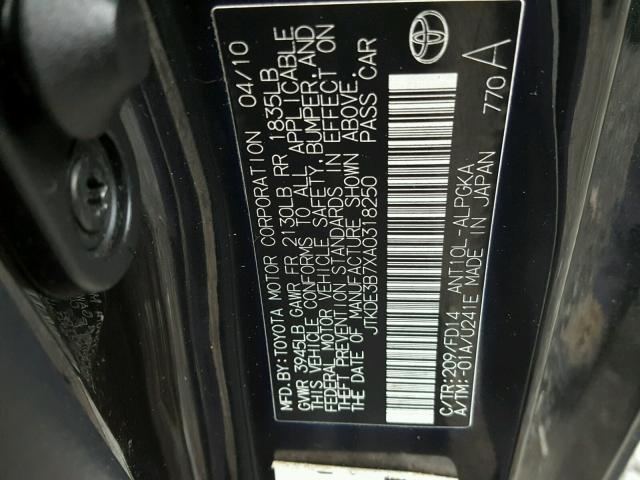 MFD.BY:TOYOTA MOTOR CORPORATION 04/10
GVWR 3945LB GAWR FR 2130LB RR 1835LB
THIS VEHICLE CONFORMS TO ALL APPLICABLE
FEDERAL MOTOR VEHICLE SAFETY, BUMPER, AND
THEFT PREVENTION STANDARDS IN EFFECT ON
THE DATE OF MANUFACTURE SHOWN ABOVE.
JTKDE3B7XA0318250 PASS CAR
C/TR:209/FD14 ANT10L-ALPGKA
A/TM:-01A/U241E MADE IN JAPAN
770 A